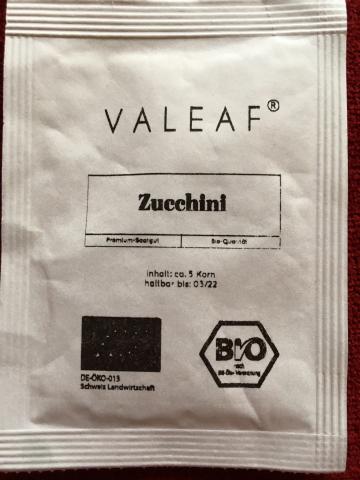 VALEAF®
Zucchini
Premium-Saatgut
Bio-Qualität
Inhalt: ca. 5 Korn
haltbar bis: 03/22
DE-ÖKO-013
Schweiz Landwirtschaft
BIO
nach
EG-Öko-Verordnung